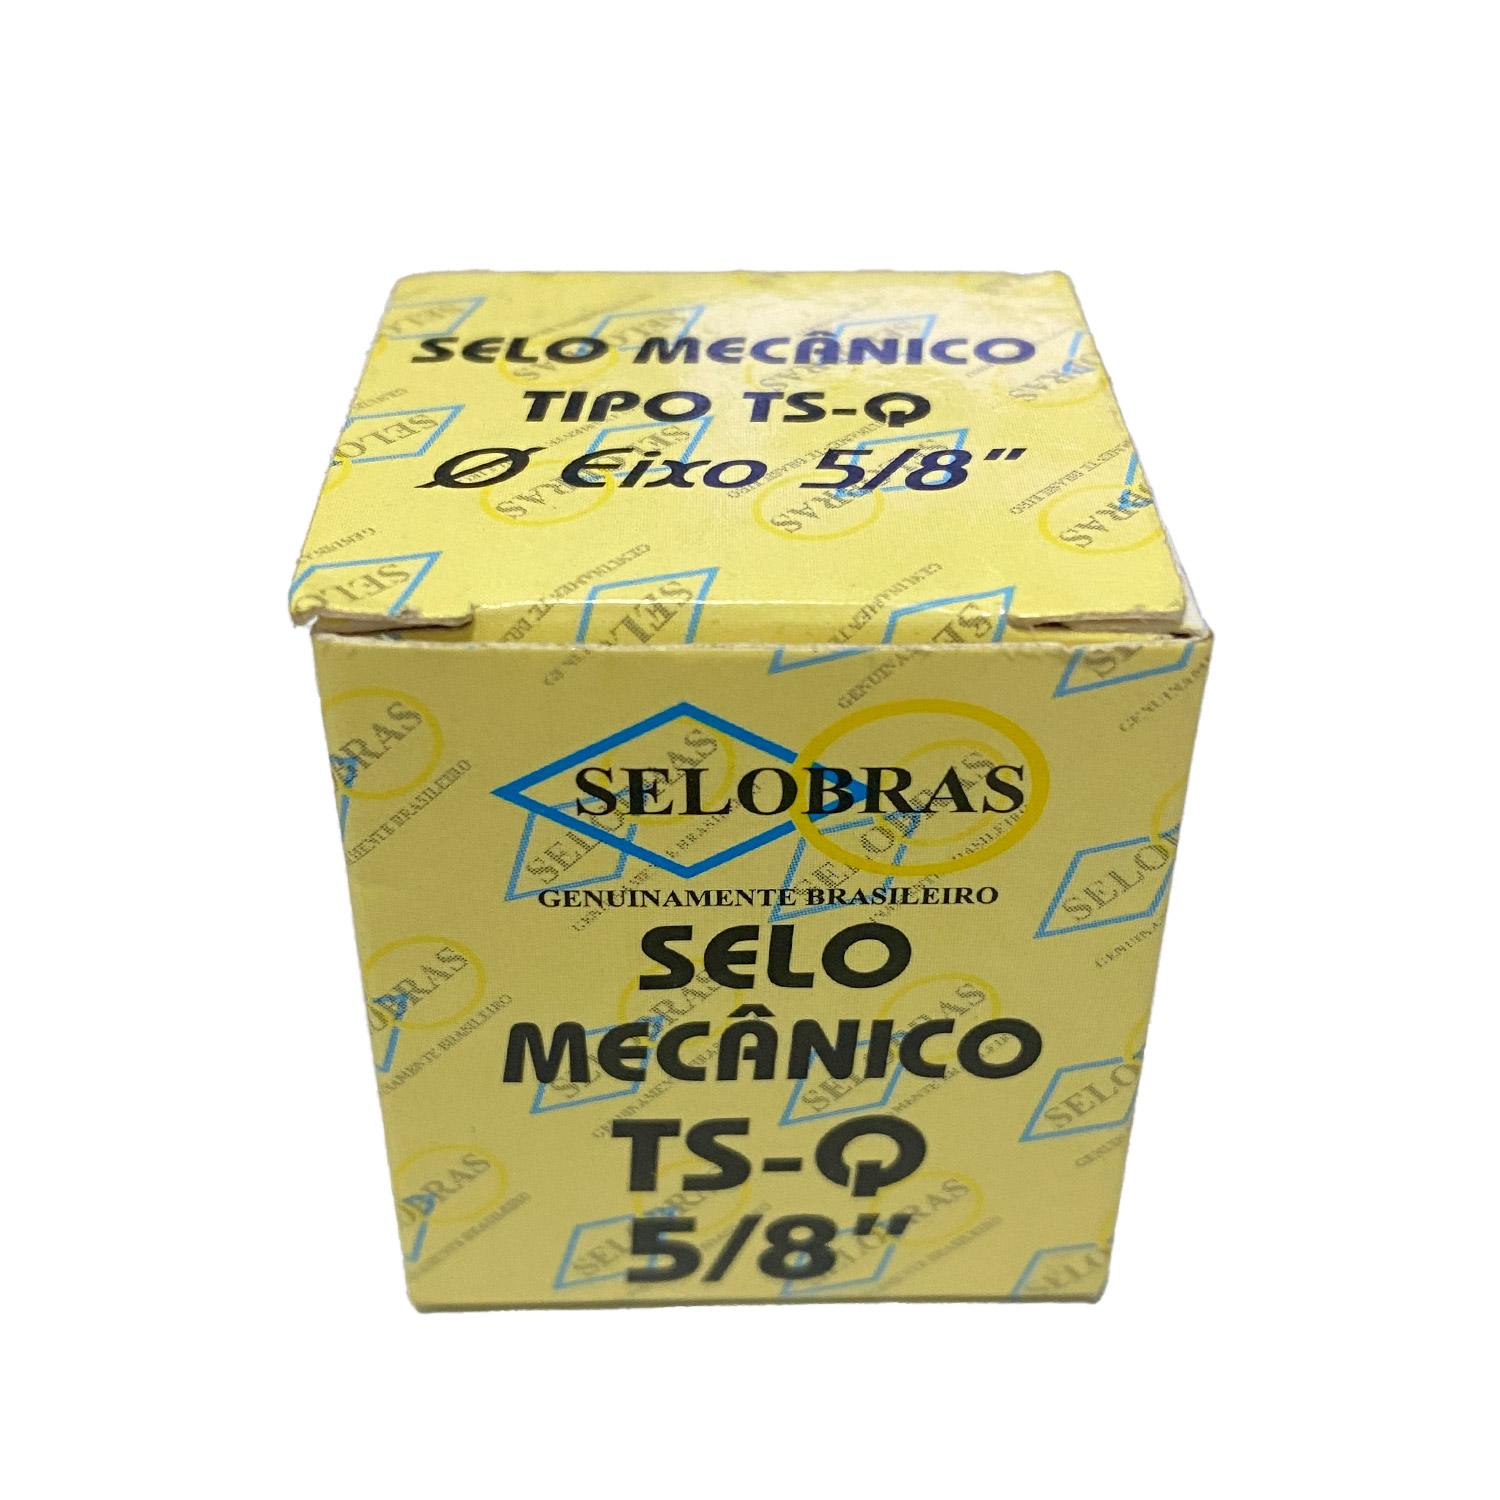 SELO MECÂNICO
TIPO TS-Q
Ø Eixo 5/8"
SELOBRAS
GENUINAMENTE BRASILEIRO
SELO
MECÂNICO
TS-Q
5/8"